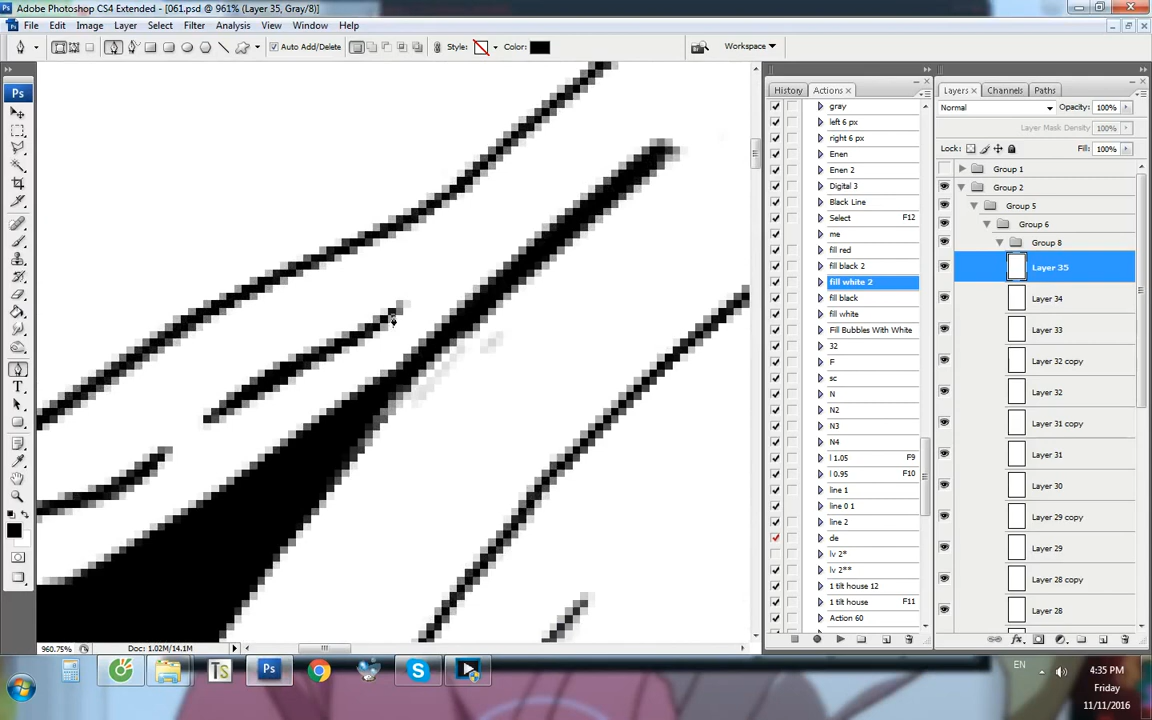 Adobe Photoshop CS4 Extended - [061.psd @ 961% (Layer 35, Gray/8)]
File Edit Image Layer Select Filter Analysis View Window Help
Auto Add/Delete Style: Color: Workspace
Ps
T
History Actions
gray
left 6 px
right 6 px
Enen
Enen 2
Digital 3
Black Line
Select F12
me
fill red
fill black 2
fill white 2
fill black
fill white
Fill Bubbles With White
32
F
sc
N
N2
N3
N4
l 1.05 F9
l 0.95 F10
line 1
line 0 1
line 2
de
lv 2*
lv 2**
1 tilt house 12
1 tilt house F11
Action 60
Layers Channels Paths
Normal Opacity: 100%
Layer Mask Density: 100%
Lock: Fill: 100%
Group 1
Group 2
Group 5
Group 6
Group 8
Layer 35
Layer 34
Layer 33
Layer 32 copy
Layer 32
Layer 31 copy
Layer 31
Layer 30
Layer 29 copy
Layer 29
Layer 28 copy
Layer 28
fx
960.75% Doc: 1.02M/14.1M
TS Ps S
EN
4:35 PM
Friday
11/11/2016